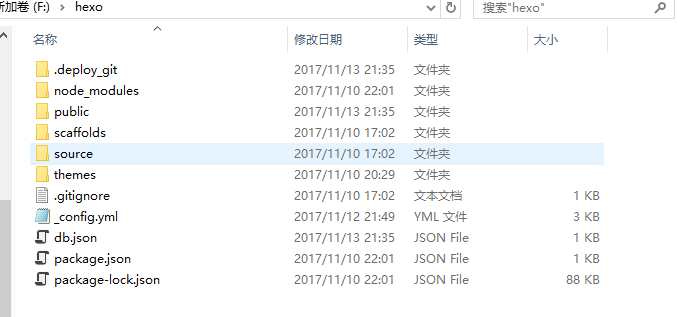 新加卷 (F:) › hexo 搜索"hexo"
名称 修改日期 类型 大小
.deploy_git 2017/11/13 21:35 文件夹
node_modules 2017/11/10 22:01 文件夹
public 2017/11/13 21:35 文件夹
scaffolds 2017/11/10 17:02 文件夹
source 2017/11/10 17:02 文件夹
themes 2017/11/10 20:29 文件夹
.gitignore 2017/11/10 17:02 文本文档 1 KB
_config.yml 2017/11/12 21:49 YML 文件 3 KB
db.json 2017/11/13 21:35 JSON File 1 KB
package.json 2017/11/10 22:01 JSON File 1 KB
package-lock.json 2017/11/10 22:01 JSON File 88 KB